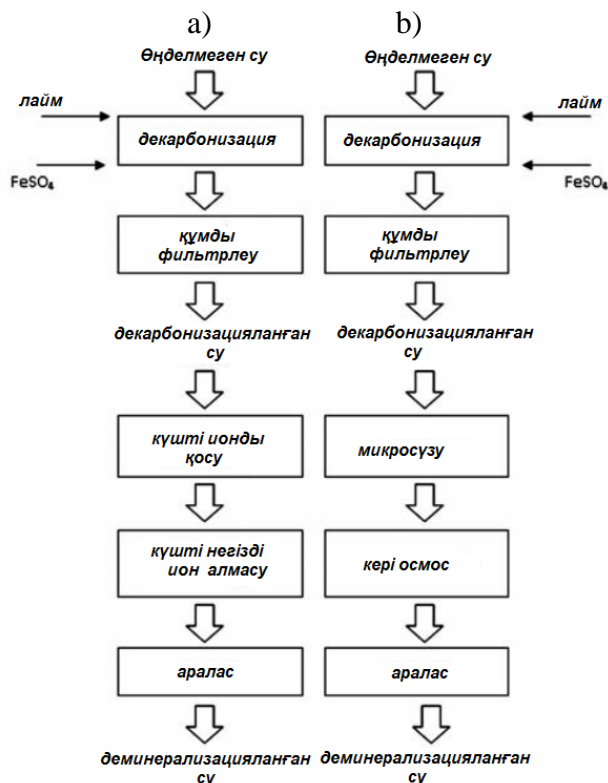 a)
b)
Өңделмеген су
Өңделмеген су
лайм
лайм
декарбонизация
декарбонизация
FeSO₄
FeSO₄
құмды
фильтрлеу
құмды
фильтрлеу
декарбонизацияланған
су
декарбонизацияланған
су
күшті ионды
қосу
микросүзу
күшті негізді
ион алмасу
кері осмос
аралас
аралас
деминерализацияланған
су
деминерализацияланған
су